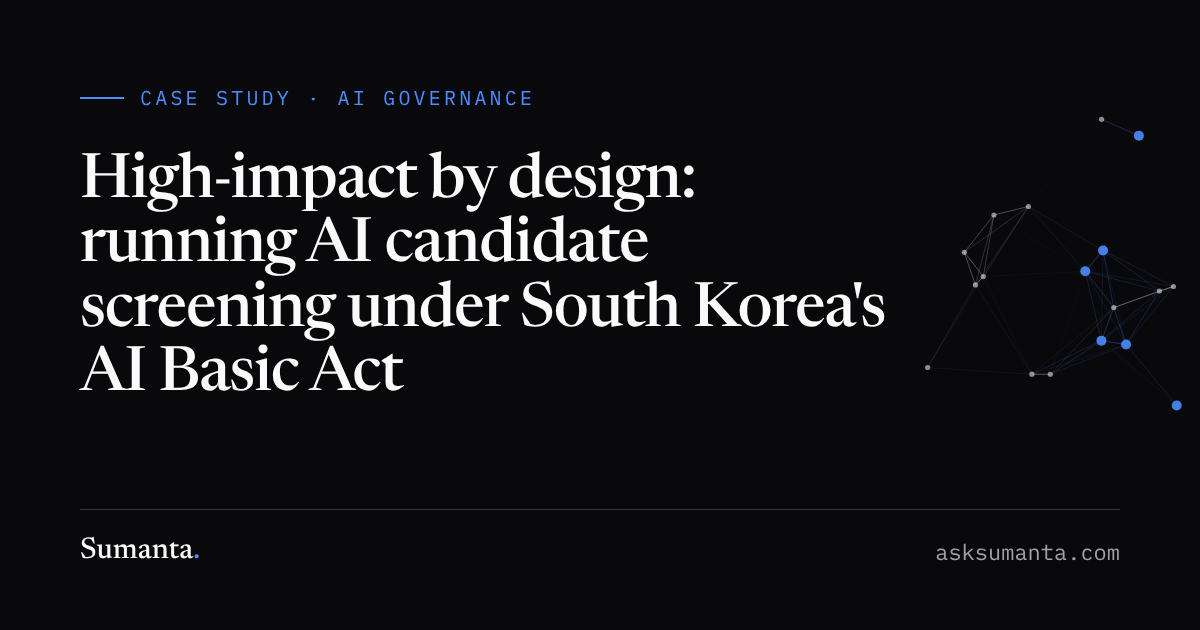 CASE STUDY · AI GOVERNANCE
High-impact by design:
running AI candidate
screening under South Korea's
AI Basic Act
Sumanta.
asksumanta.com